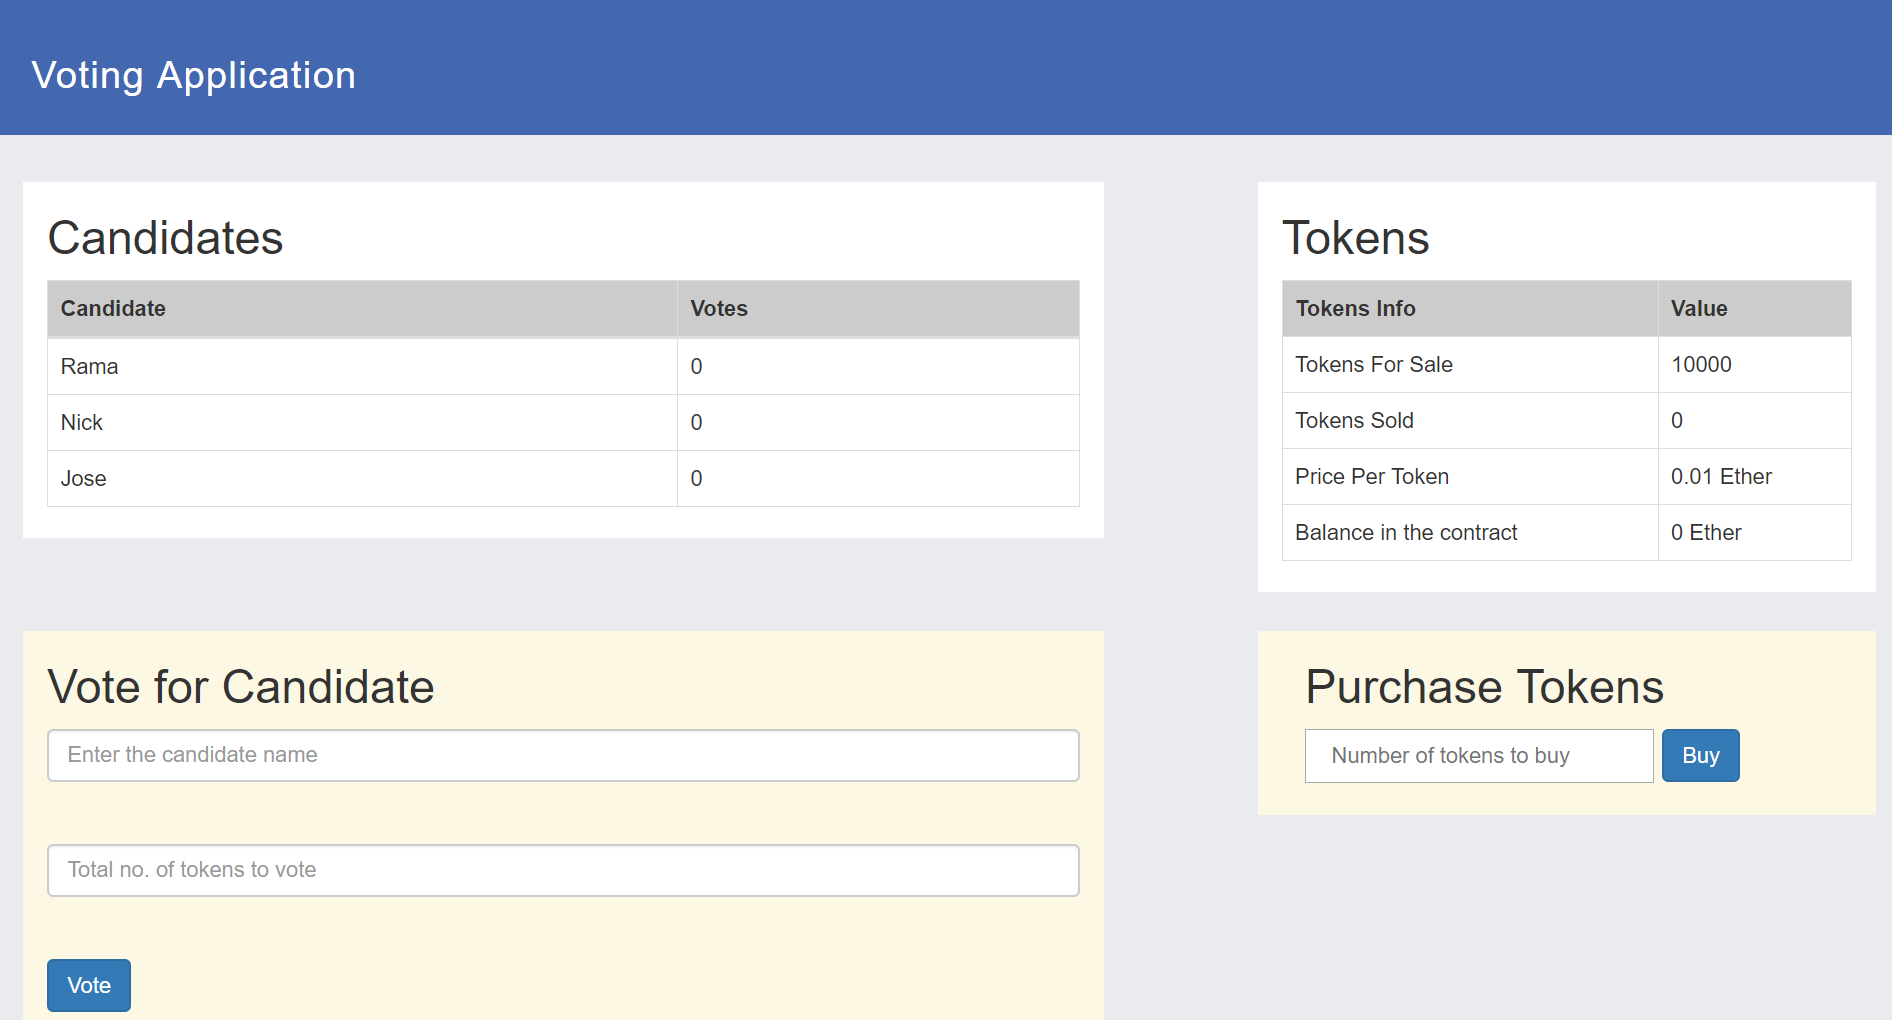 Voting Application
Candidates
Candidate Votes
Rama 0
Nick 0
Jose 0
Tokens
Tokens Info Value
Tokens For Sale 10000
Tokens Sold 0
Price Per Token 0.01 Ether
Balance in the contract 0 Ether
Vote for Candidate
Enter the candidate name
Total no. of tokens to vote
Vote
Purchase Tokens
Number of tokens to buy Buy